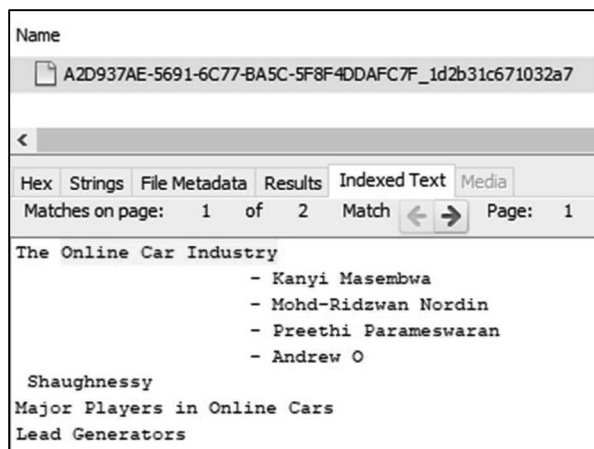 Name
A2D937AE-5691-6C77-BA5C-5F8F4DDAFC7F_1d2b31c671032a7
Hex Strings File Metadata Results Indexed Text Media
Matches on page: 1 of 2 Match Page: 1
The Online Car Industry
- Kanyi Masembwa
- Mohd-Ridzwan Nordin
- Preethi Parameswaran
- Andrew O
Shaughnessy
Major Players in Online Cars
Lead Generators